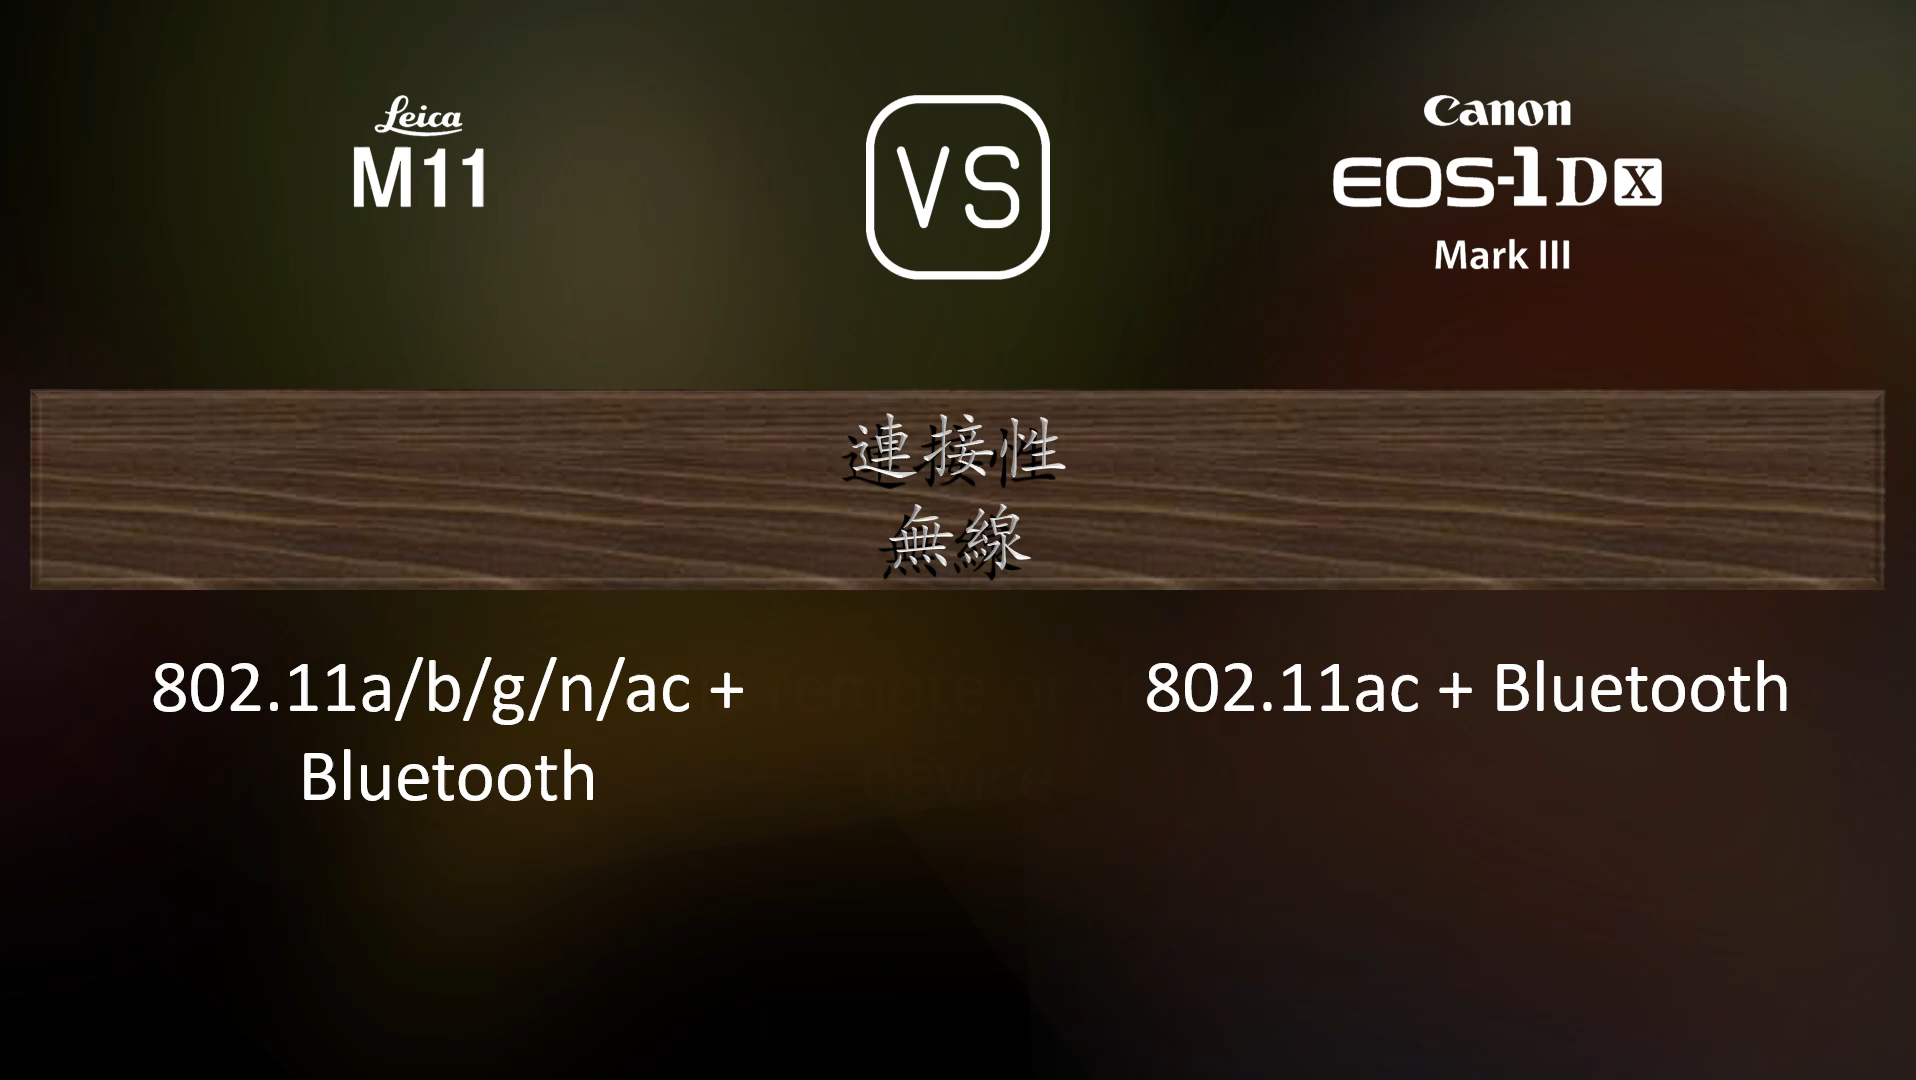 Leica
M11
VS
Canon
EOS-1DX
Mark III
連接性
無線
802.11a/b/g/n/ac +
Bluetooth
802.11ac + Bluetooth